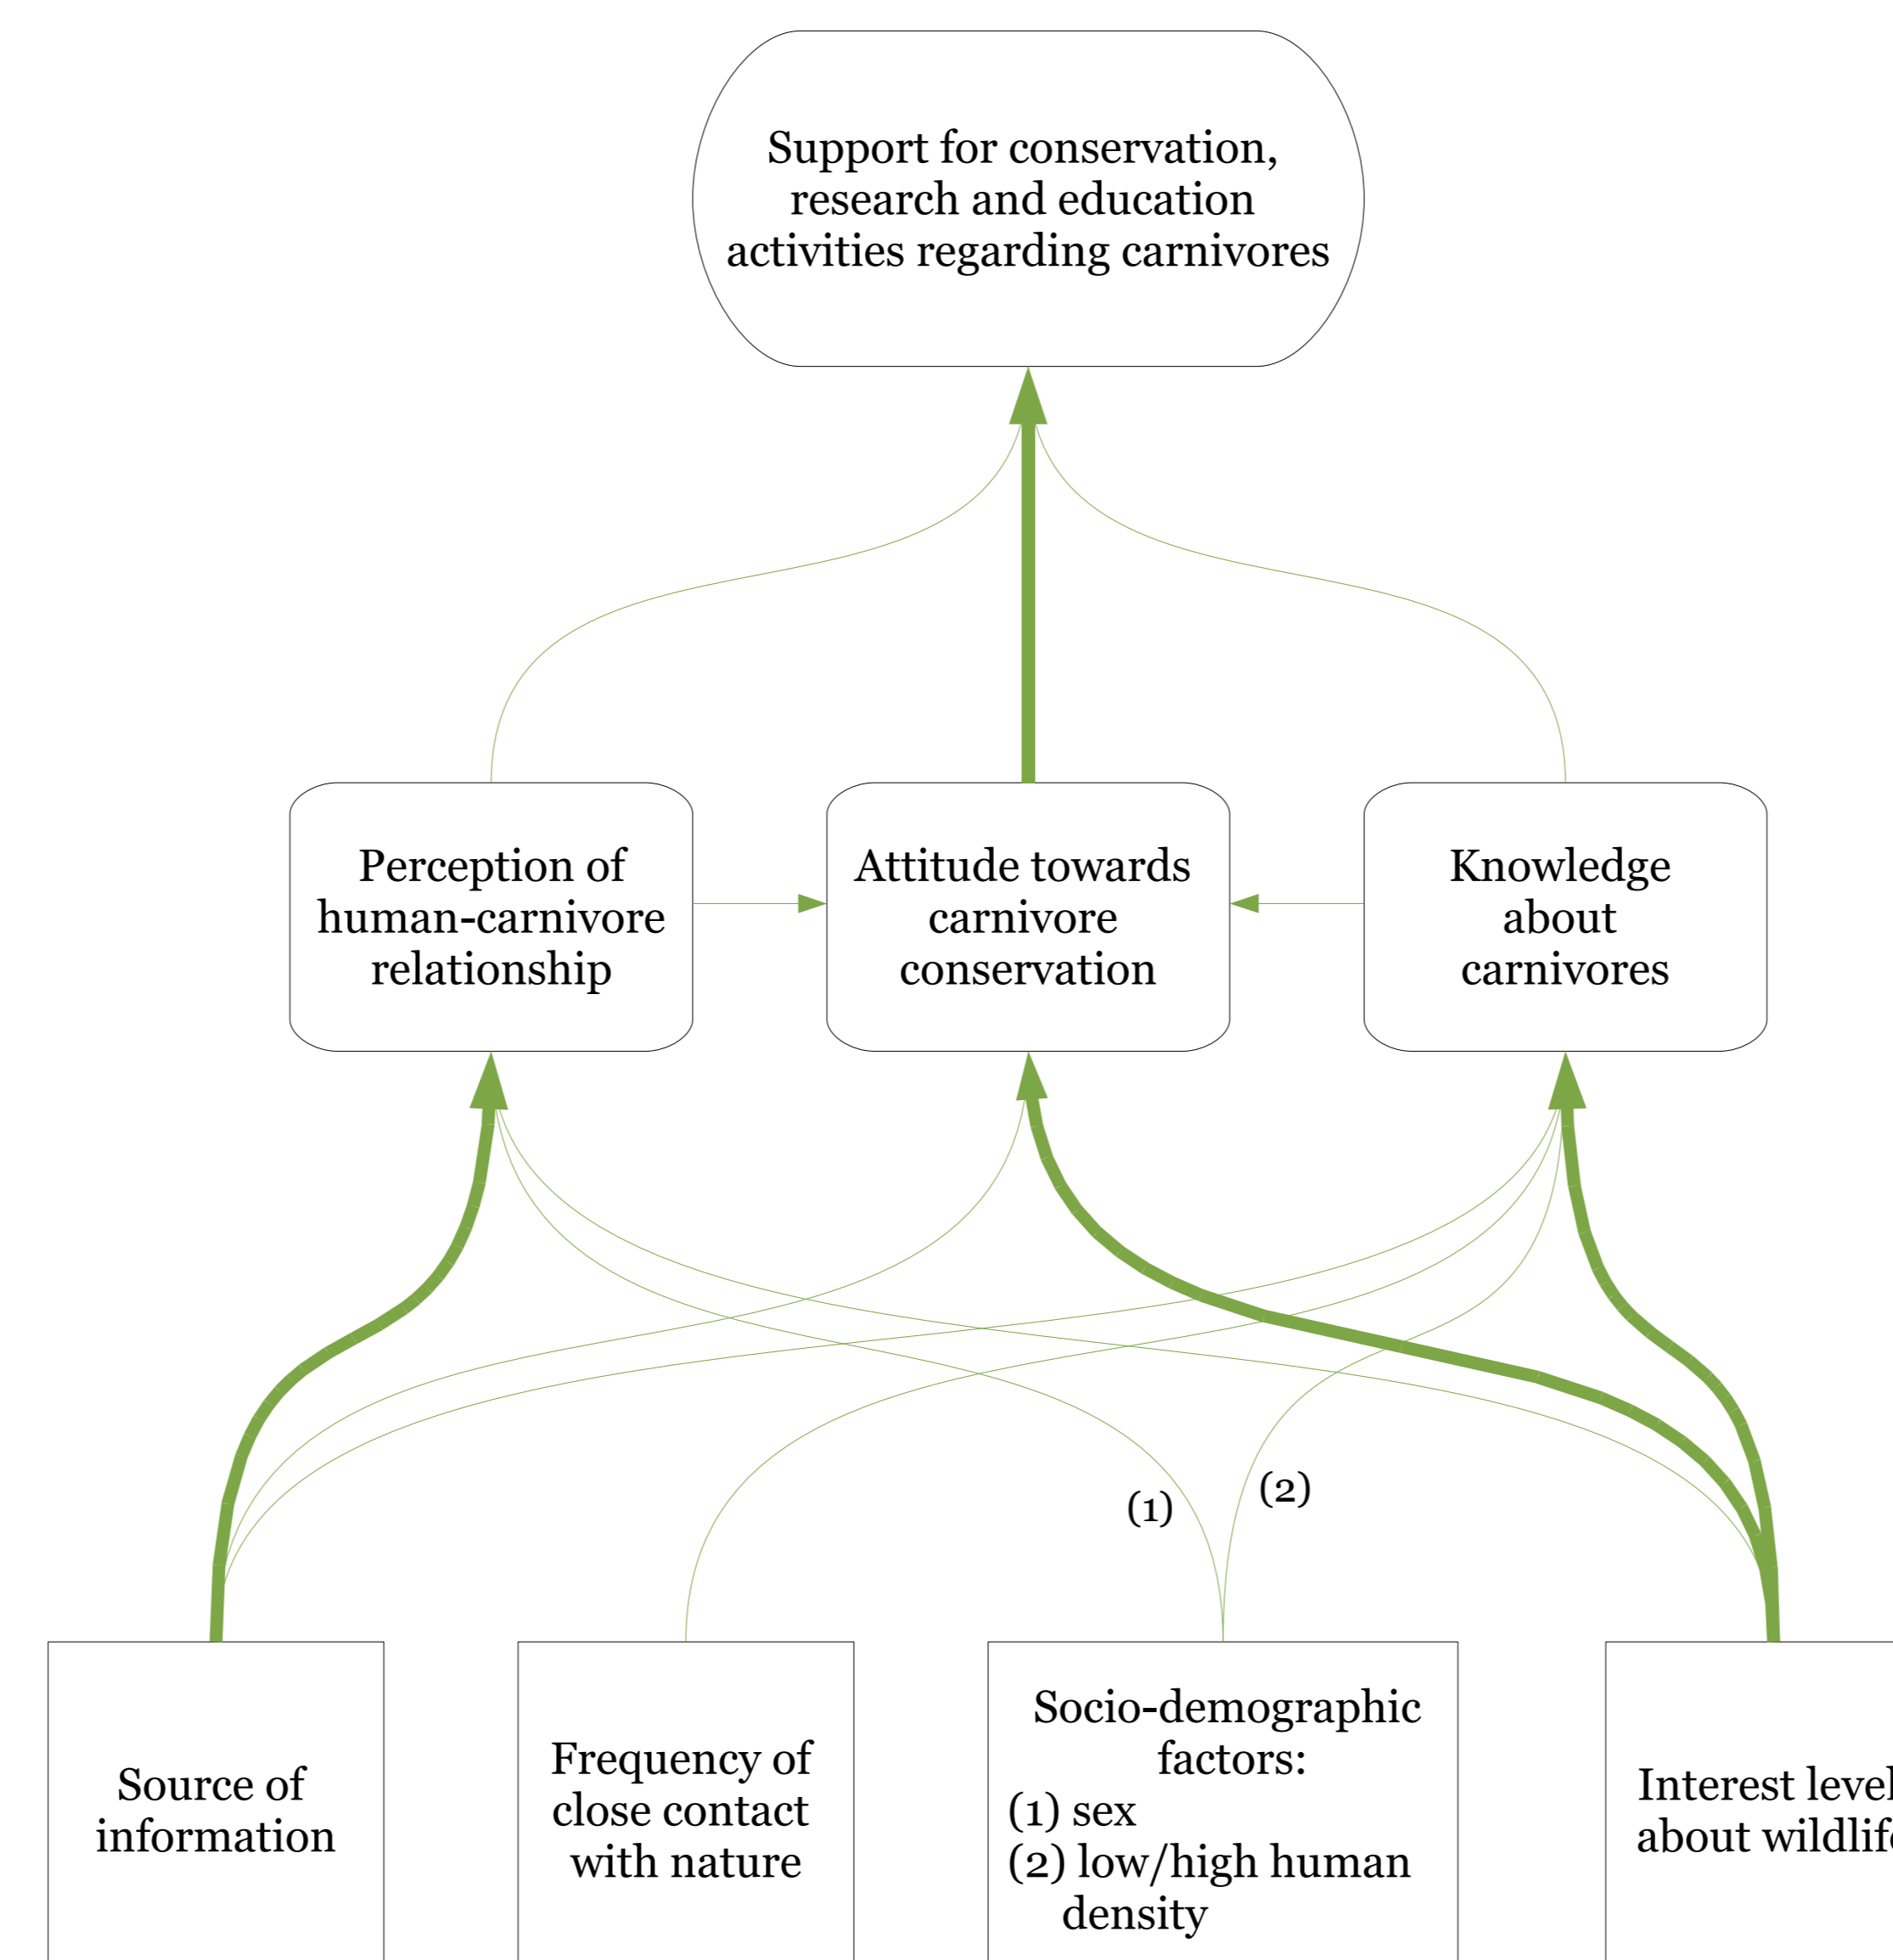 Support for conservation,
research and education
activities regarding carnivores
Perception of
human-carnivore
relationship
Attitude towards
carnivore
conservation
Knowledge
about
carnivores
(1)
(2)
Source of
information
Frequency of
close contact
with nature
Socio-demographic
factors:
(1) sex
(2) low/high human
density
Interest level
about